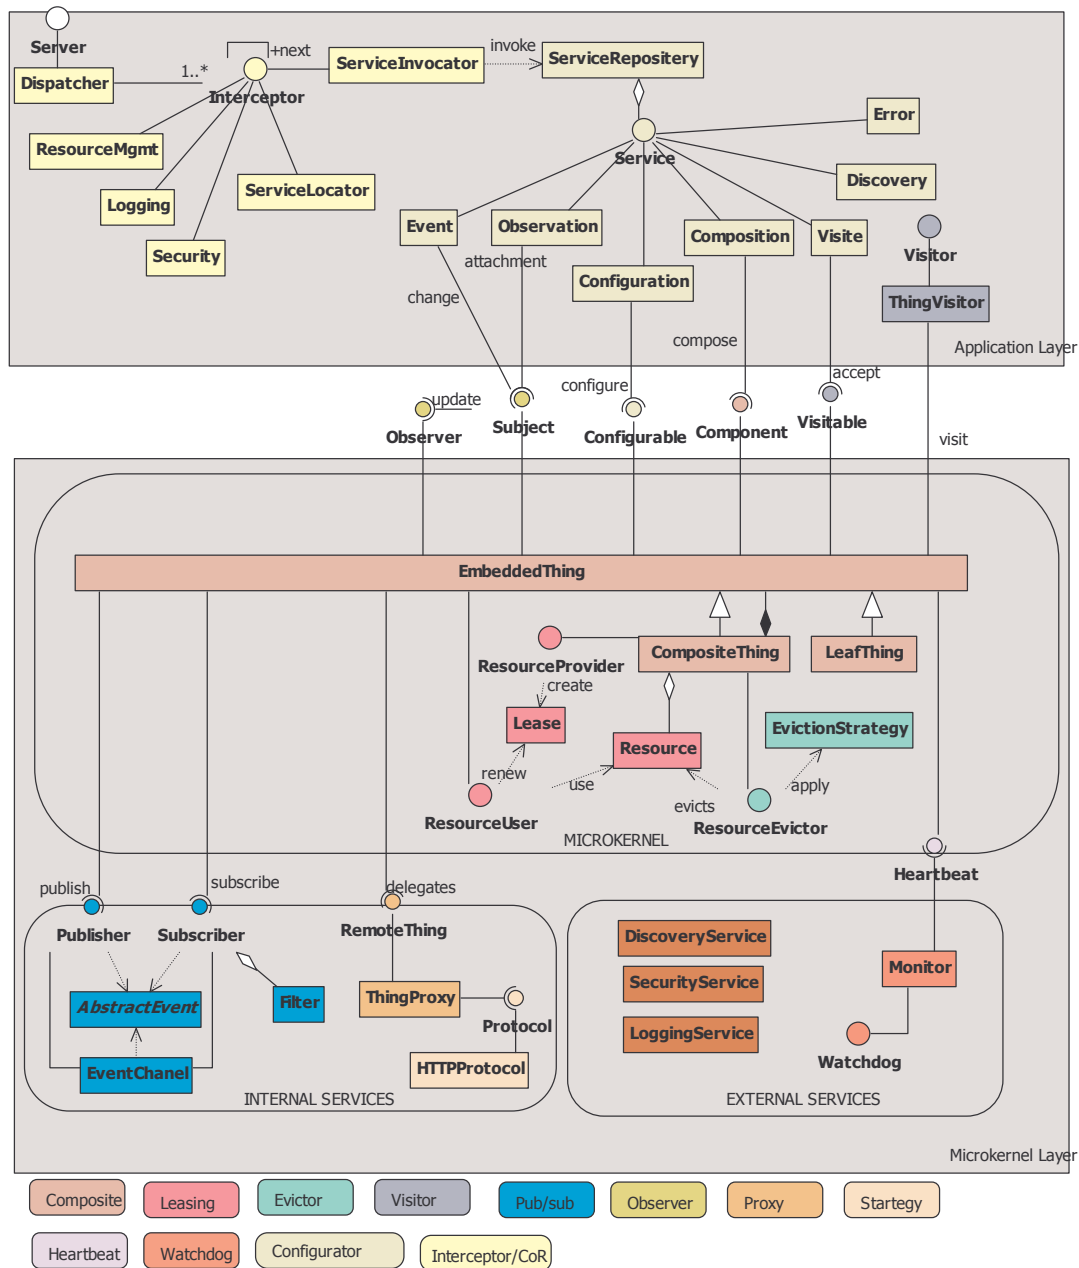 Server
Dispatcher
1..*
+next
Interceptor
ServiceInvocator
invoke
ServiceRepositery
ResourceMgmt
Logging
Security
ServiceLocator
Service
Error
Discovery
Event
Observation
Composition
Visite
Configuration
Visitor
ThingVisitor
attachment
change
compose
Application Layer
configure
accept
update
Observer
Subject
Configurable
Component
Visitable
visit
EmbeddedThing
ResourceProvider
CompositeThing
LeafThing
create
Lease
Resource
EvictionStrategy
renew
use
evicts
apply
ResourceUser
ResourceEvictor
MICROKERNEL
Heartbeat
publish
subscribe
delegates
Publisher
Subscriber
RemoteThing
AbstractEvent
Filter
ThingProxy
Protocol
EventChanel
HTTPProtocol
INTERNAL SERVICES
DiscoveryService
SecurityService
LoggingService
Monitor
Watchdog
EXTERNAL SERVICES
Microkernel Layer
Composite
Leasing
Evictor
Visitor
Pub/sub
Observer
Proxy
Startegy
Heartbeat
Watchdog
Configurator
Interceptor/CoR